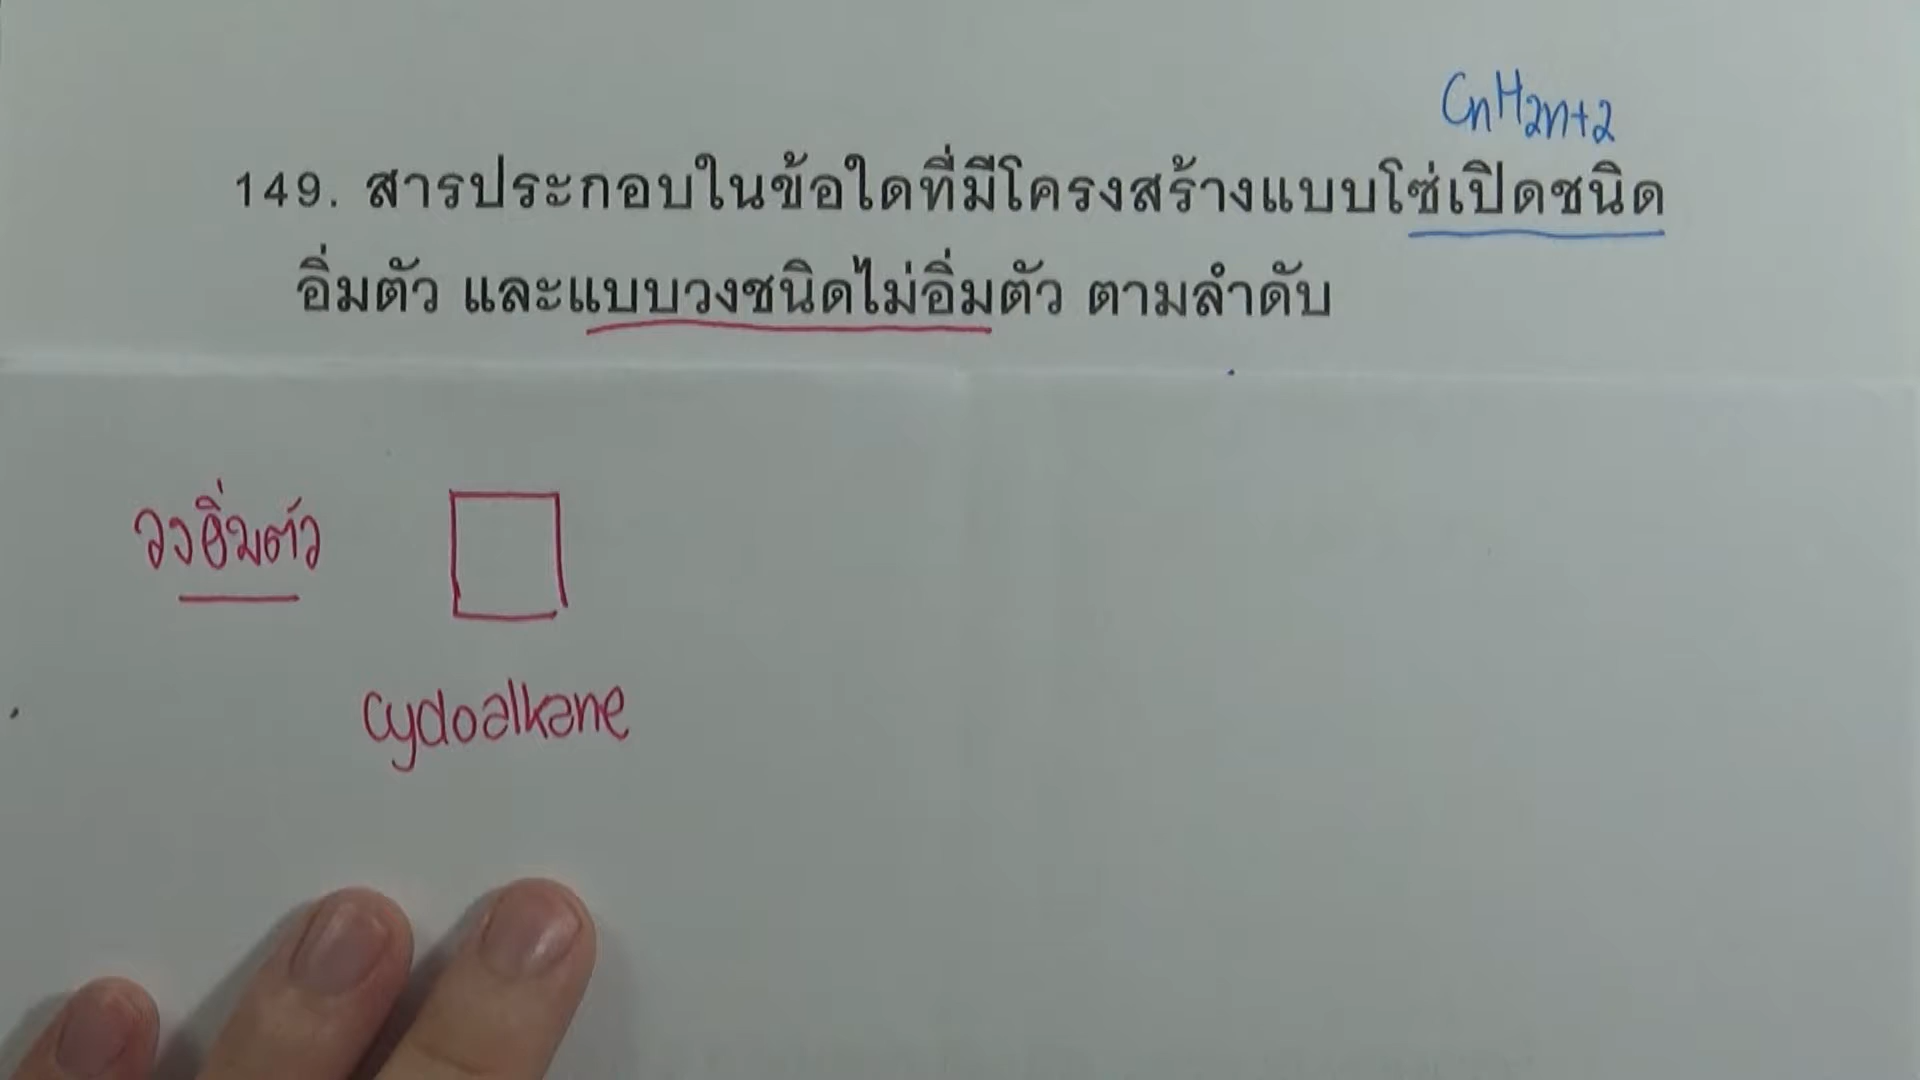 CnH2n+2
149. สารประกอบในข้อใดที่มีโครงสร้างแบบโซ่เปิดชนิด
อิ่มตัว และแบบวงชนิดไม่อิ่มตัว ตามลำดับ
วงอิ่มตัว
cycloalkane